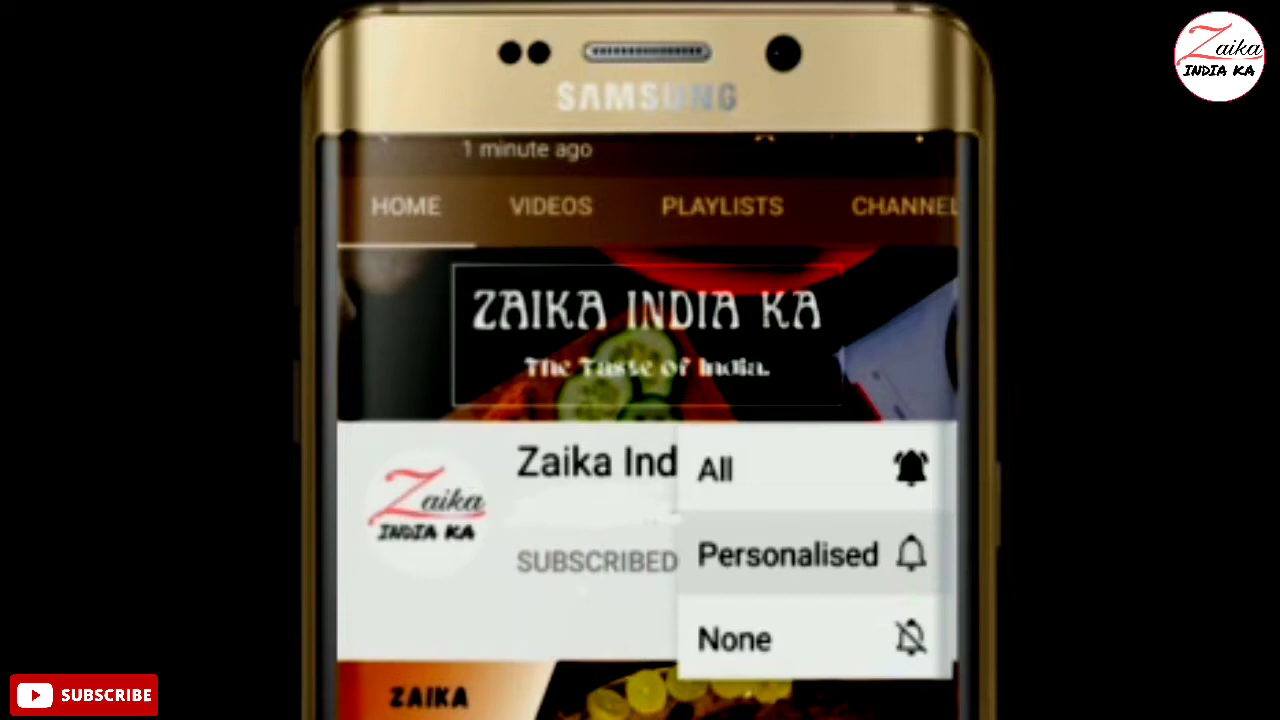 Zaika
INDIA KA
SAMSUNG
1 minute ago
HOME VIDEOS PLAYLISTS CHANNEL
ZAIKA INDIA KA
The Taste of India.
Zaika
INDIA KA
Zaika Ind
SUBSCRIBED
All
Personalised
None
ZAIKA
SUBSCRIBE